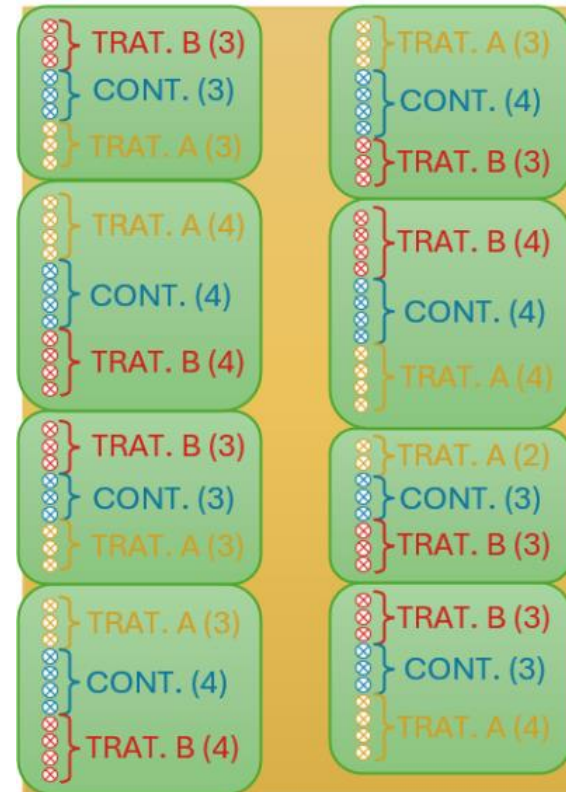 TRAT. B (3)
CONT. (3)
TRAT. A (3)
TRAT. A (4)
CONT. (4)
TRAT. B (4)
TRAT. B (3)
CONT. (3)
TRAT. A (3)
TRAT. A (3)
CONT. (4)
TRAT. B (4)
TRAT. A (3)
CONT. (4)
TRAT. B (3)
TRAT. B (4)
CONT. (4)
TRAT. A (4)
TRAT. A (2)
CONT. (3)
TRAT. B (3)
TRAT. B (3)
CONT. (3)
TRAT. A (4)